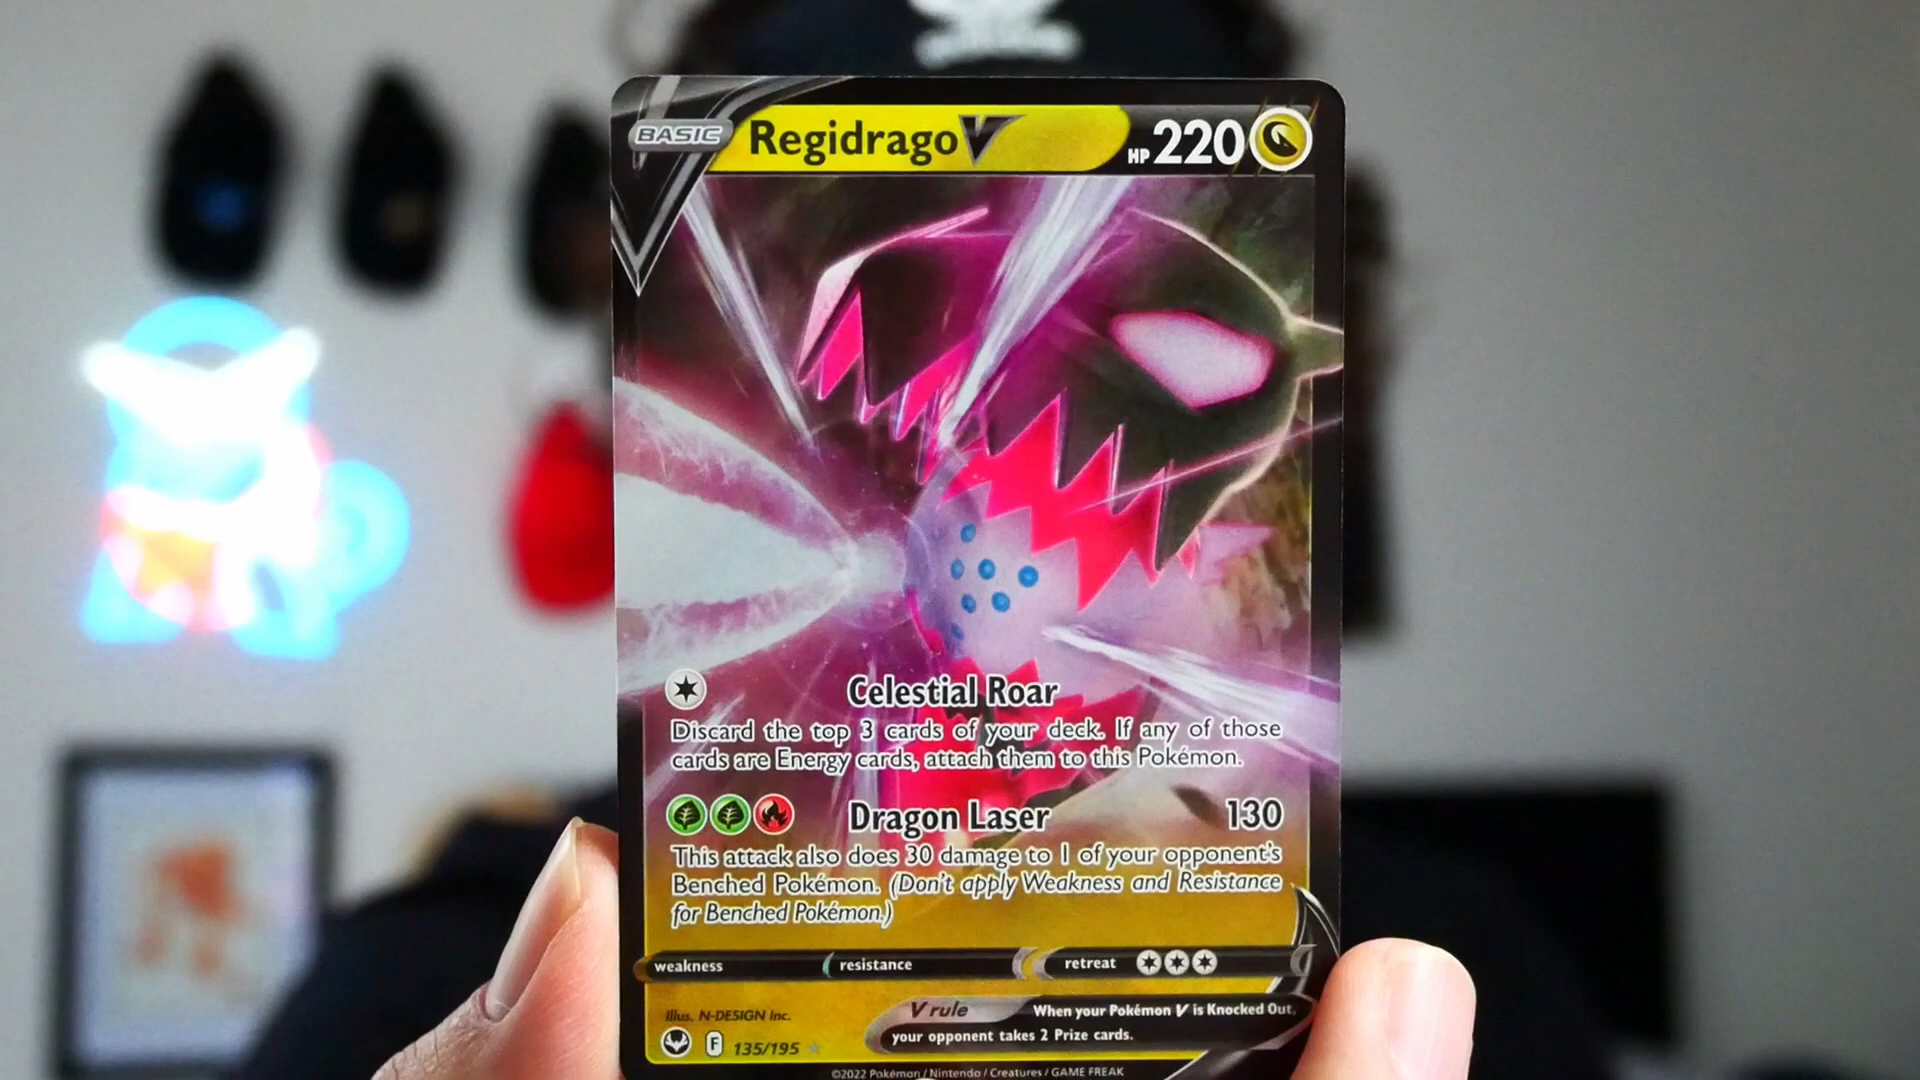 BASIC Regidrago V HP 220
Celestial Roar
Discard the top 3 cards of your deck. If any of those
cards are Energy cards, attach them to this Pokémon.
Dragon Laser 130
This attack also does 30 damage to 1 of your opponent's
Benched Pokémon. (Don't apply Weakness and Resistance
for Benched Pokémon.)
weakness resistance retreat
Illus. N-DESIGN Inc.
V rule When your Pokémon V is Knocked Out,
your opponent takes 2 Prize cards.
F 135/195
©2022 Pokémon / Nintendo / Creatures / GAME FREAK